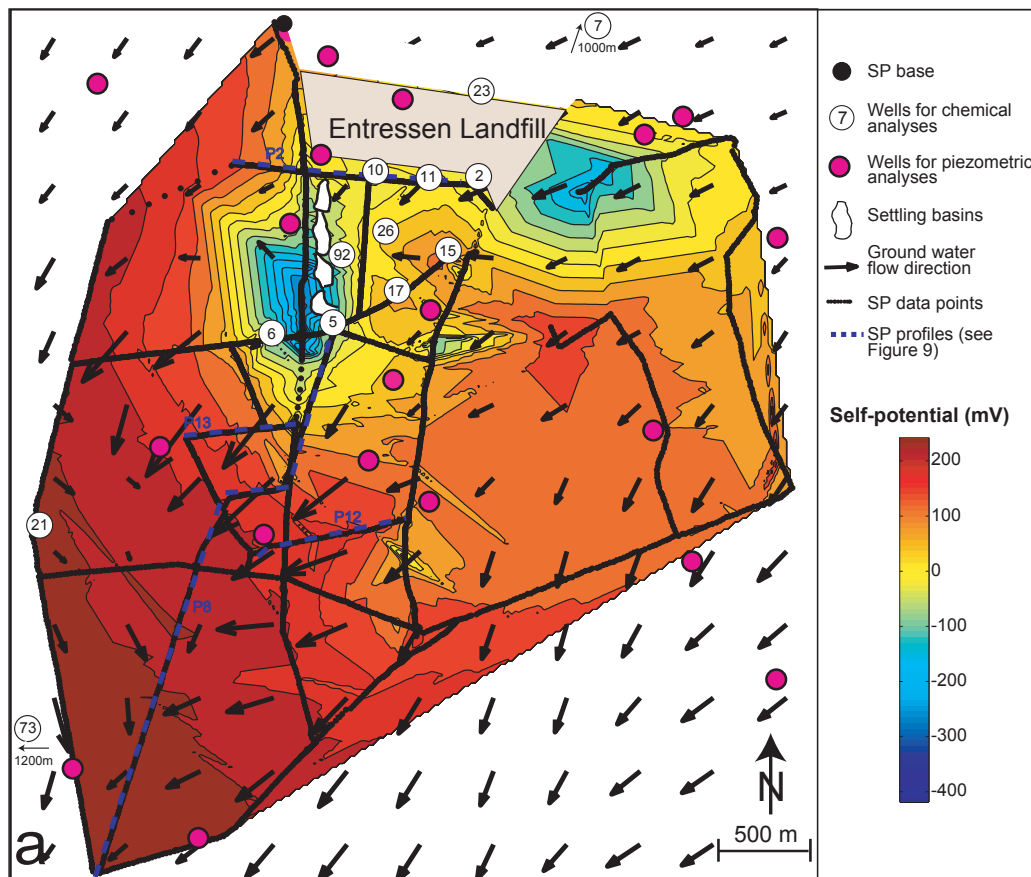 7
1000m
23
Entressen Landfill
P2
10
11
2
26
92
15
17
6
5
P13
21
P12
P8
73
1200m
N
a
500 m
SP base
7
Wells for chemical
analyses
Wells for piezometric
analyses
Settling basins
Ground water
flow direction
SP data points
SP profiles (see
Figure 9)
Self-potential (mV)
200
100
0
-100
-200
-300
-400